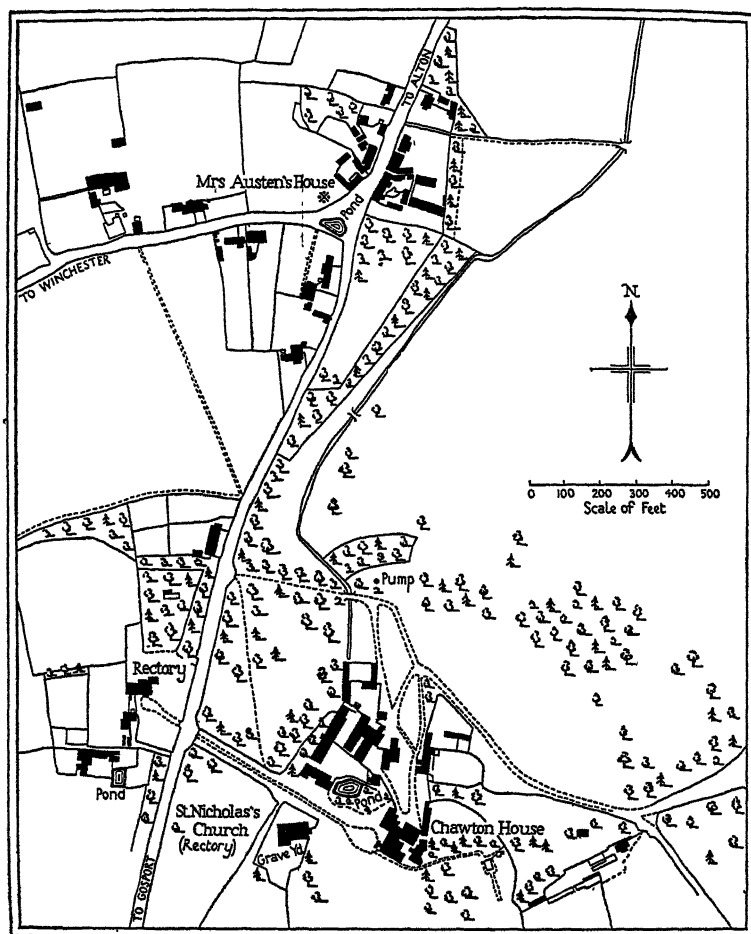 TO ALTON
Mrs Austen's House
Pond
TO WINCHESTER
N
0 100 200 300 400 500
Scale of Feet
Pump
Rectory
Pond
Pond
St Nicholas's
Church
(Rectory)
Grave Yd.
Chawton House
TO GOSPORT